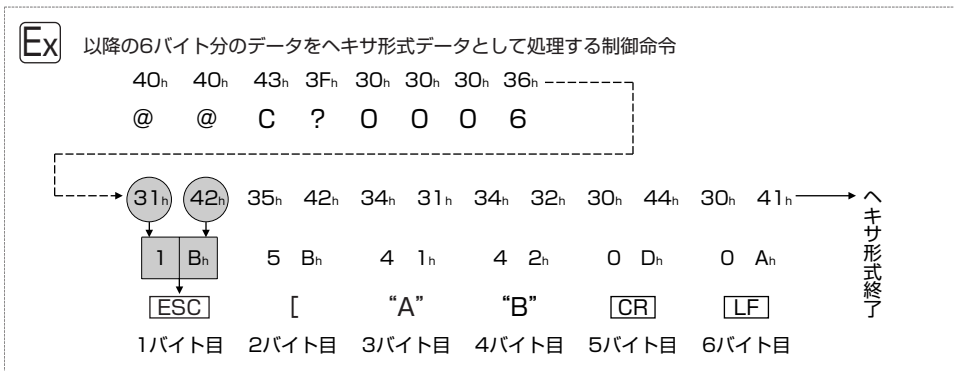 Ex 以降の6バイト分のデータをヘキサ形式データとして処理する制御命令
40h 40h 43h 3Fh 30h 30h 30h 36h
@ @ C ? 0 0 0 6
31h 42h 35h 42h 34h 31h 34h 32h 30h 44h 30h 41h
ヘキサ形式終了
1 Bh 5 Bh 4 1h 4 2h 0 Dh 0 Ah
ESC [ “A” “B” CR LF
1バイト目 2バイト目 3バイト目 4バイト目 5バイト目 6バイト目